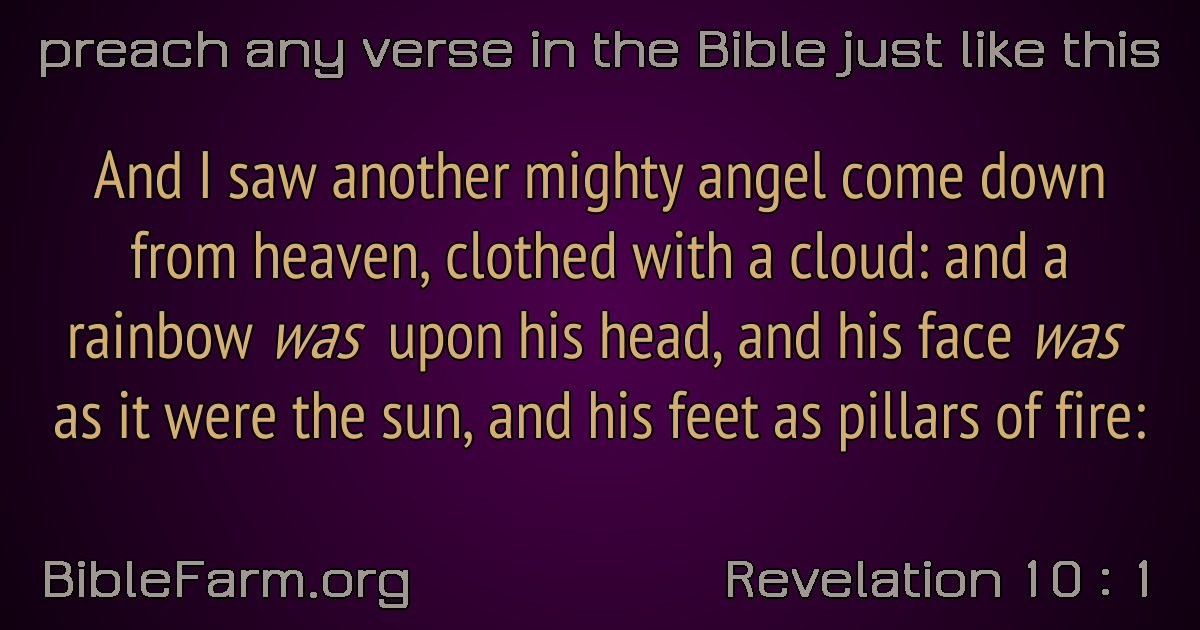 preach any verse in the Bible just like this
And I saw another mighty angel come down
from heaven, clothed with a cloud: and a
rainbow was upon his head, and his face was
as it were the sun, and his feet as pillars of fire:
BibleFarm.org
Revelation 10 : 1